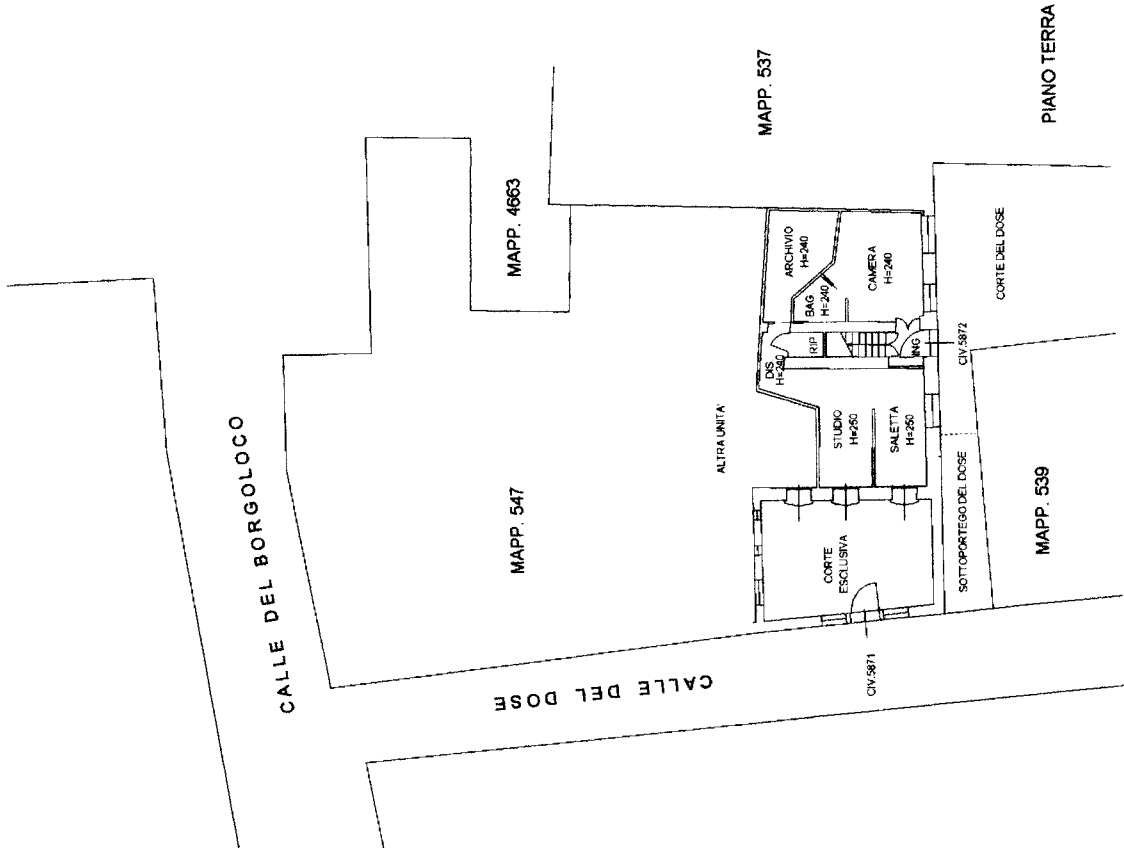 PIANO TERRA
MAPP. 537
MAPP. 4663
CALLE DEL BORGOLOCO
MAPP. 547
ALTRA UNITA'
ARCHIVIO
H=240
BAG.
H=240
CAMERA
H=240
DIS
H=240
RIP
ING
STUDIO
H=250
SALETTA
H=250
CORTE
ESCLUSIVA
CORTE DEL DOSE
CIV.5872
SOTTOPORTEGO DEL DOSE
MAPP. 539
CALLE DEL DOSE
CIV.5871